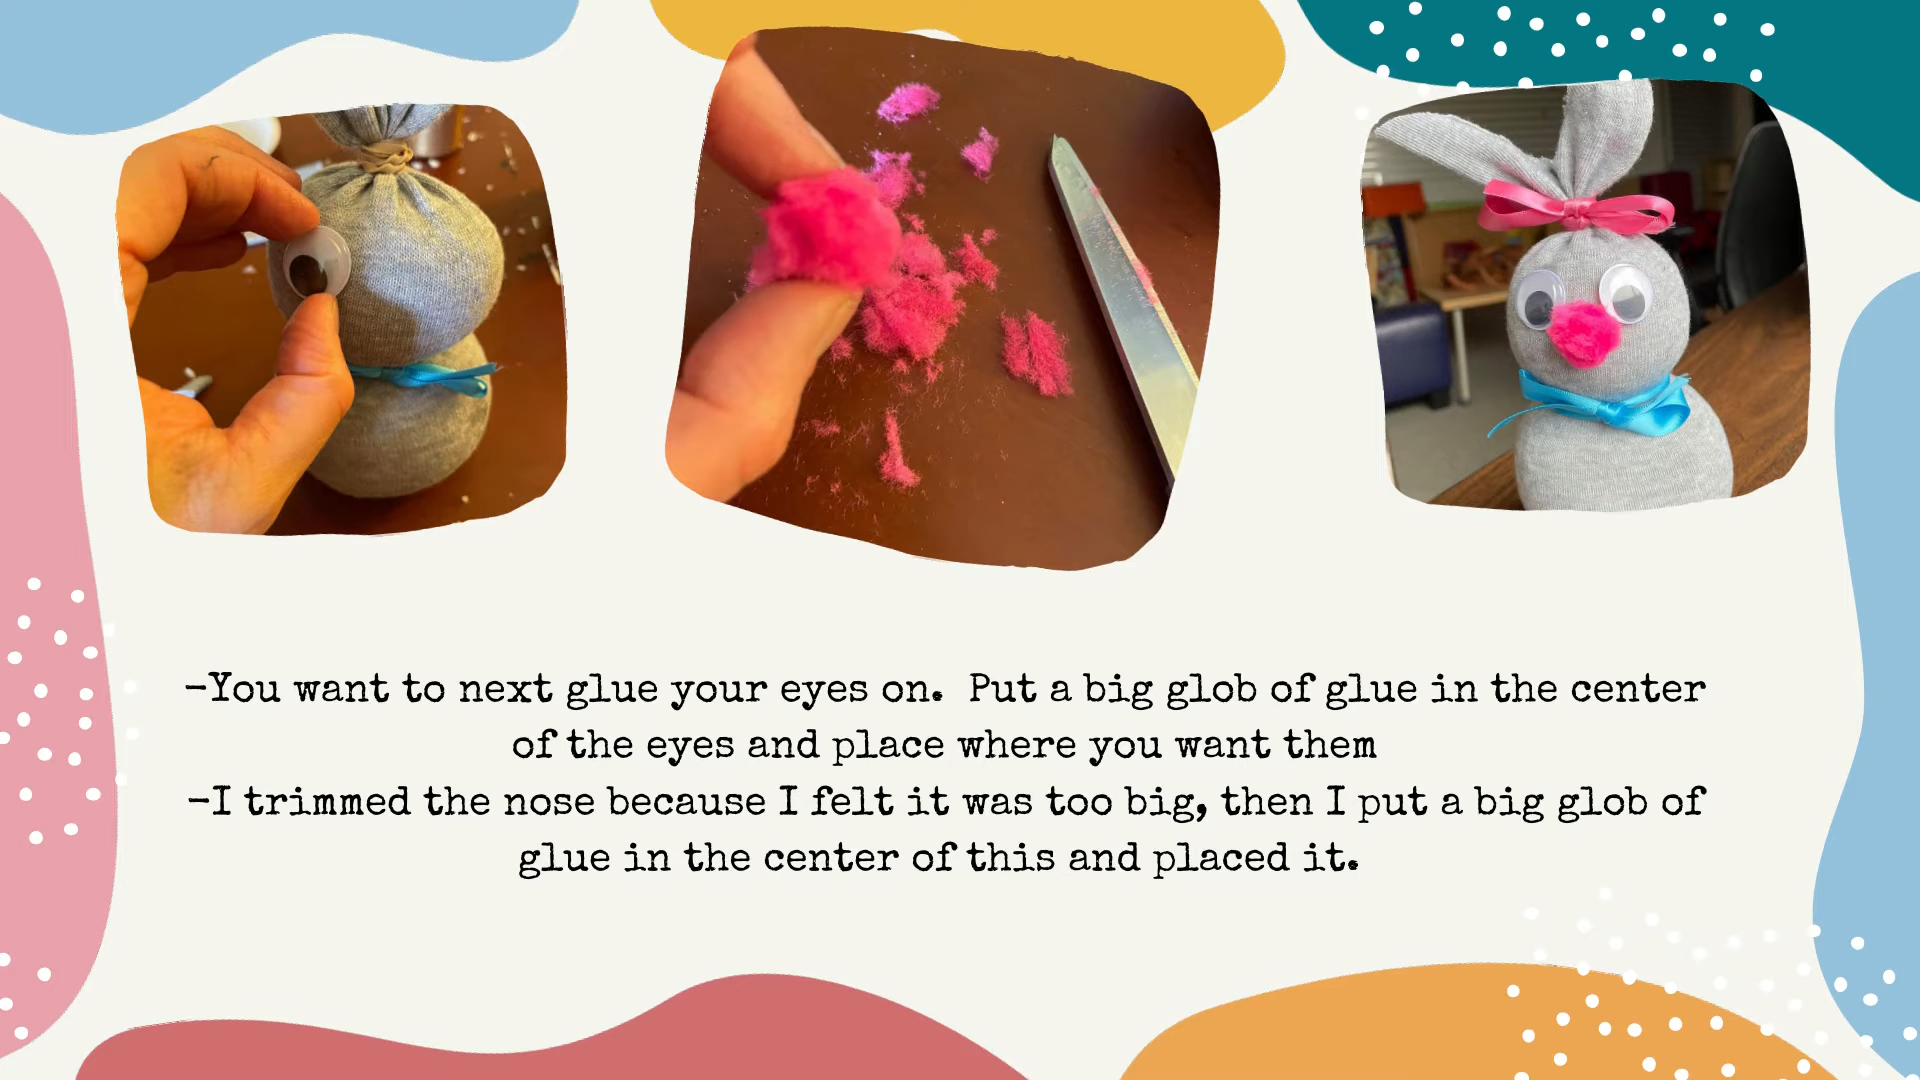 -You want to next glue your eyes on.  Put a big glob of glue in the center
of the eyes and place where you want them
-I trimmed the nose because I felt it was too big, then I put a big glob of
glue in the center of this and placed it.